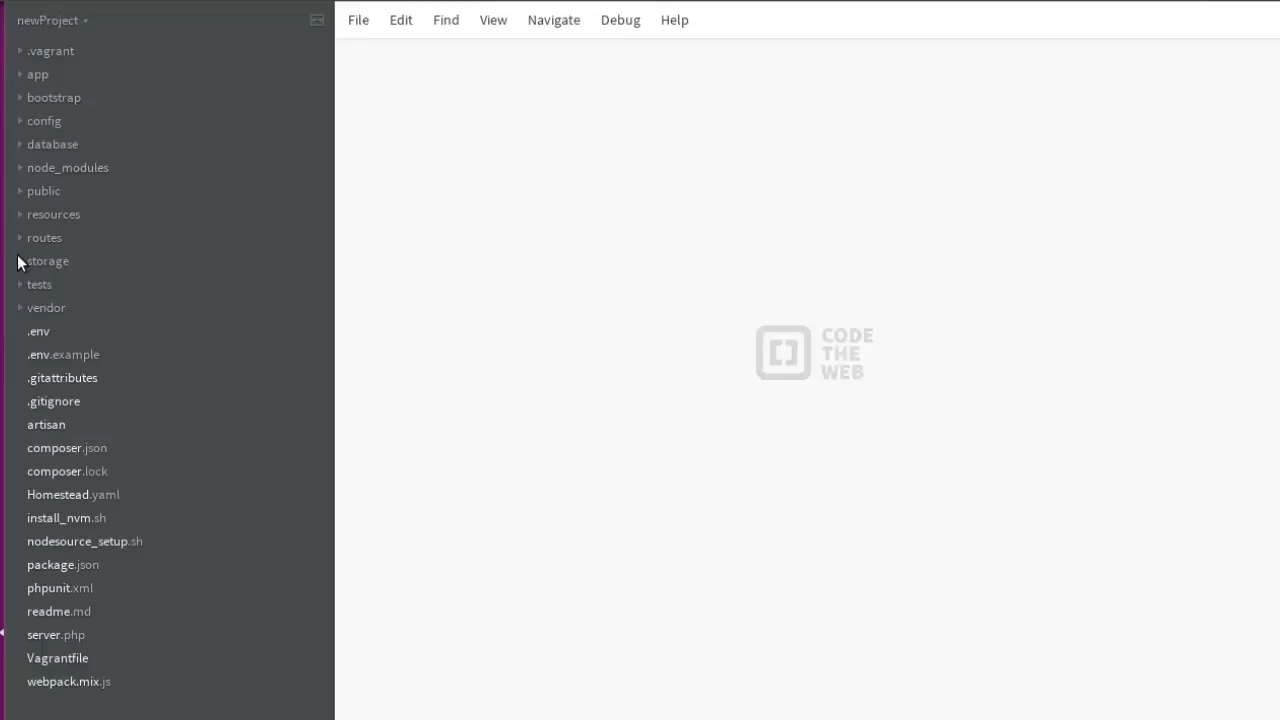 newProject
File Edit Find View Navigate Debug Help
.vagrant
app
bootstrap
config
database
node_modules
public
resources
routes
storage
tests
vendor
.env
.env.example
.gitattributes
.gitignore
artisan
composer.json
composer.lock
Homestead.yaml
install_nvm.sh
nodesource_setup.sh
package.json
phpunit.xml
readme.md
server.php
Vagrantfile
webpack.mix.js
CODE
THE
WEB